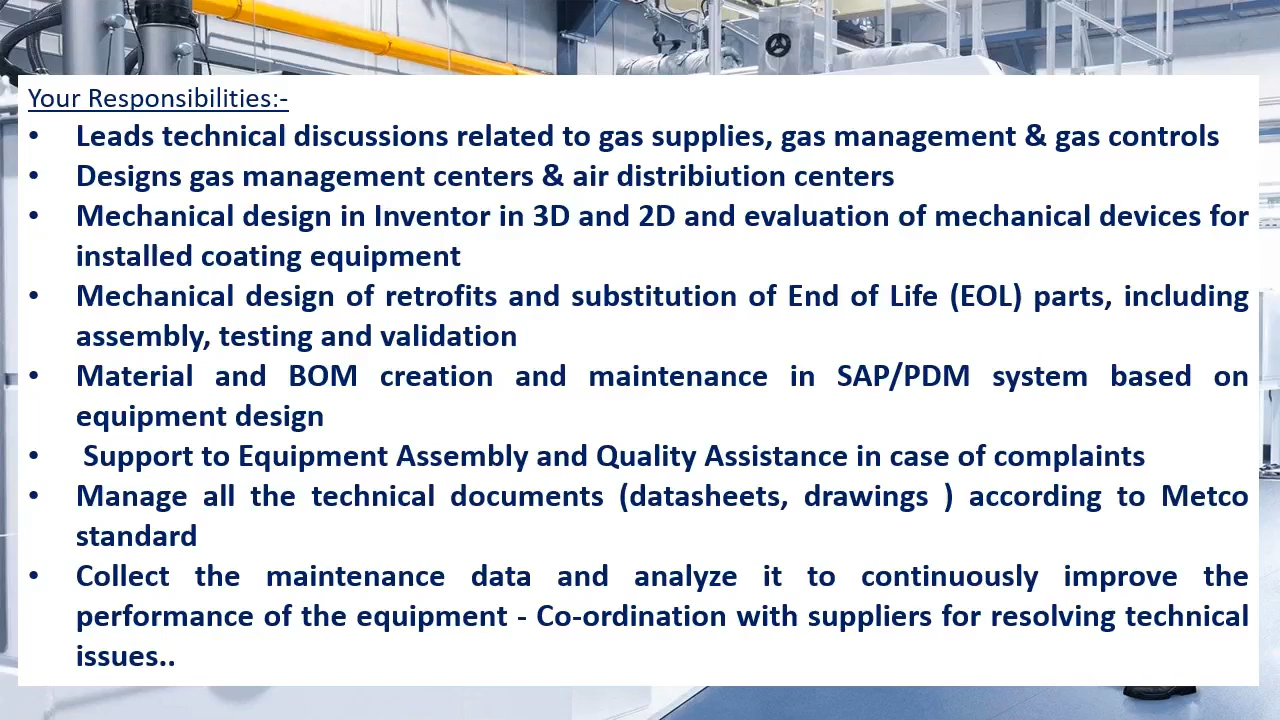 Your Responsibilities:-
• Leads technical discussions related to gas supplies, gas management & gas controls
• Designs gas management centers & air distribiution centers
• Mechanical design in Inventor in 3D and 2D and evaluation of mechanical devices for
installed coating equipment
• Mechanical design of retrofits and substitution of End of Life (EOL) parts, including
assembly, testing and validation
• Material and BOM creation and maintenance in SAP/PDM system based on
equipment design
• Support to Equipment Assembly and Quality Assistance in case of complaints
• Manage all the technical documents (datasheets, drawings ) according to Metco
standard
• Collect the maintenance data and analyze it to continuously improve the
performance of the equipment - Co-ordination with suppliers for resolving technical
issues..